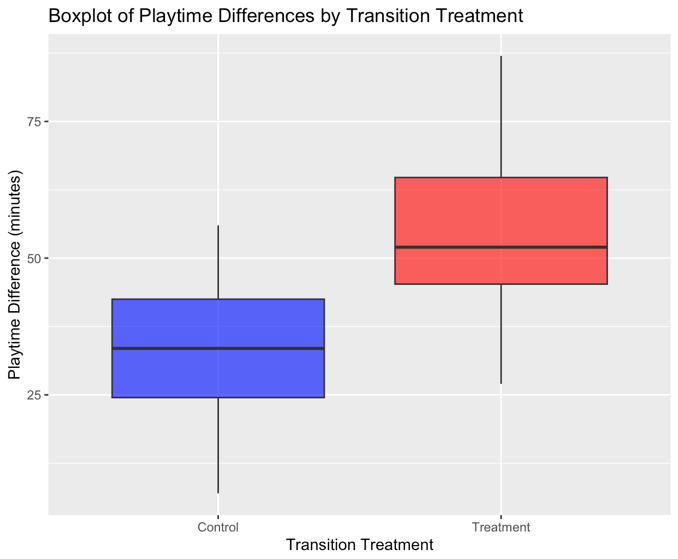 Boxplot of Playtime Differences by Transition Treatment
Playtime Difference (minutes)
75
50
25
Control
Treatment
Transition Treatment